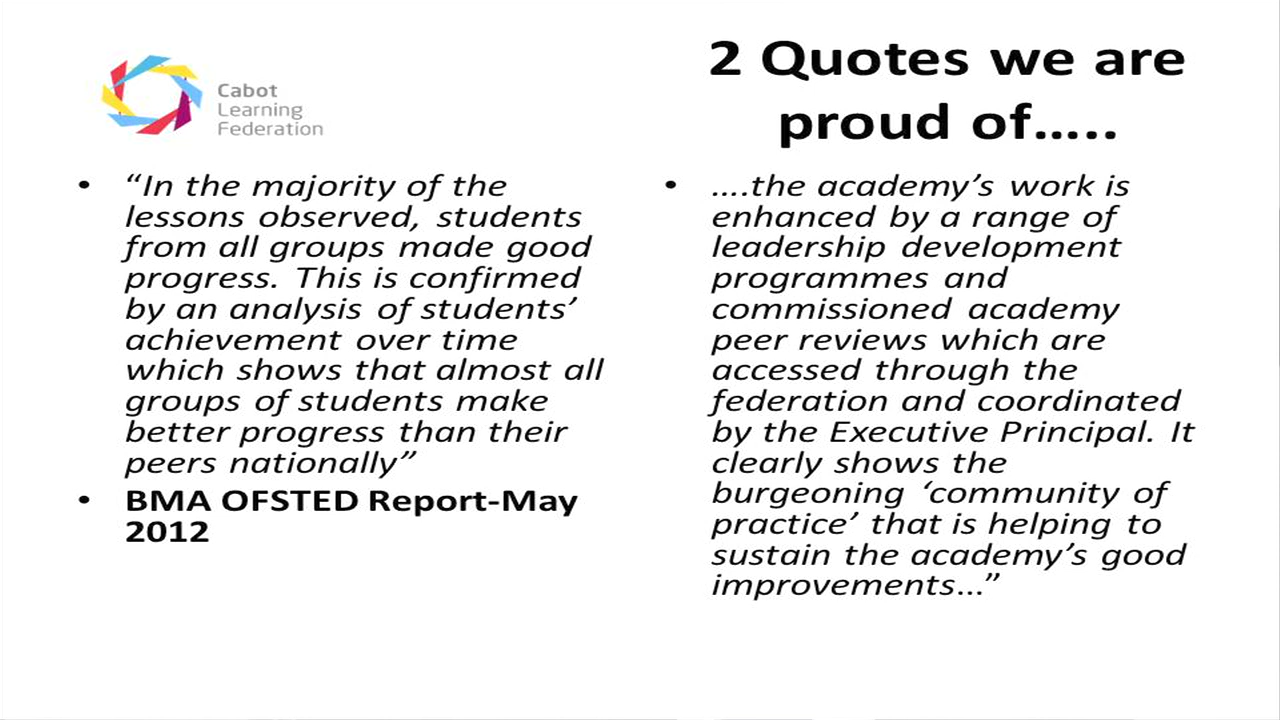 Cabot
Learning
Federation
2 Quotes we are
proud of.....
• “In the majority of the
lessons observed, students
from all groups made good
progress. This is confirmed
by an analysis of students’
achievement over time
which shows that almost all
groups of students make
better progress than their
peers nationally”
• BMA OFSTED Report-May
2012
• ....the academy’s work is
enhanced by a range of
leadership development
programmes and
commissioned academy
peer reviews which are
accessed through the
federation and coordinated
by the Executive Principal. It
clearly shows the
burgeoning ‘community of
practice’ that is helping to
sustain the academy’s good
improvements...”